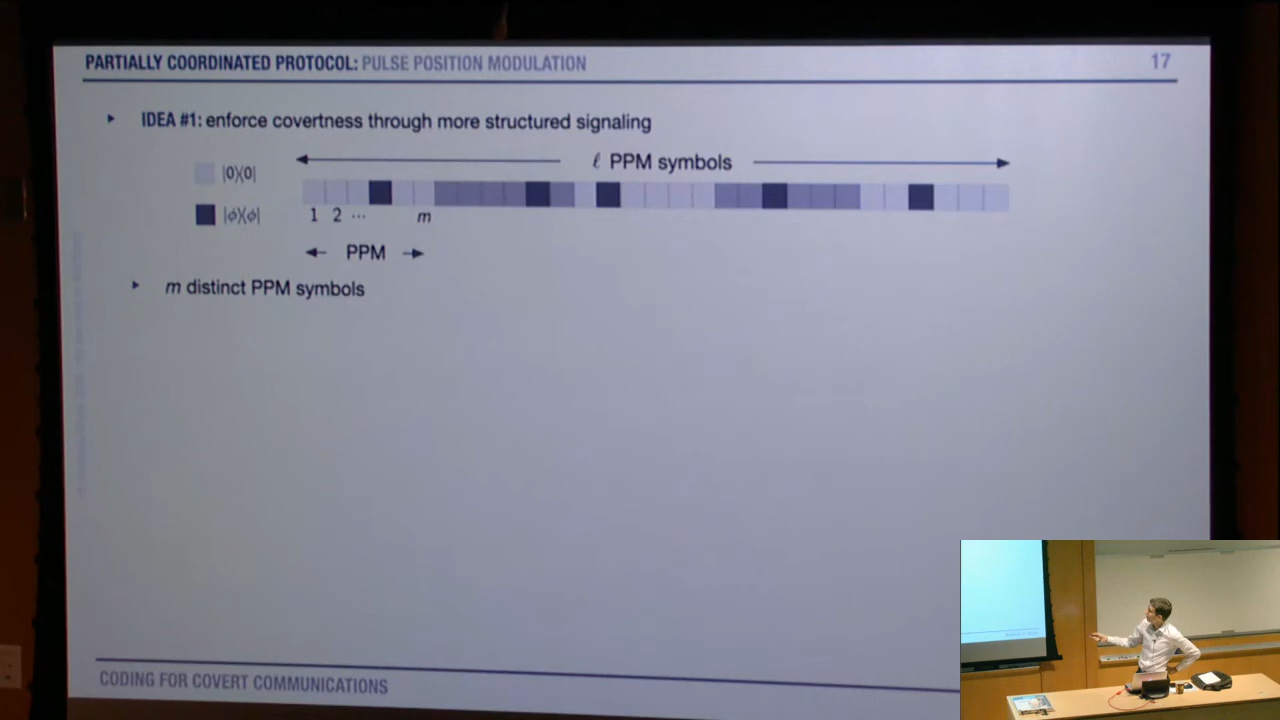 PARTIALLY COORDINATED PROTOCOL: PULSE POSITION MODULATION 17
IDEA #1: enforce covertness through more structured signaling
|0⟩⟨0|
ℓ PPM symbols
|ϕ⟩⟨ϕ|
1 2 ⋯ m
PPM
m distinct PPM symbols
CODING FOR COVERT COMMUNICATIONS